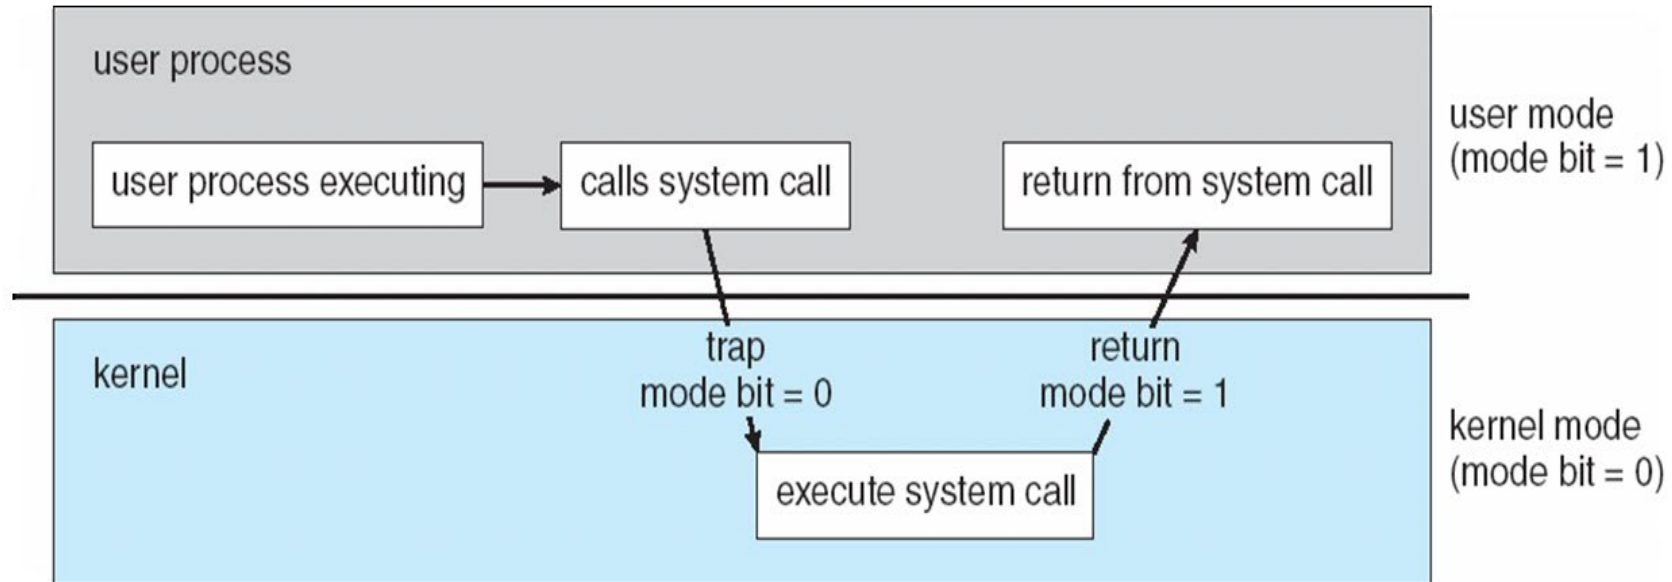 user process
user process executing
calls system call
return from system call
user mode
(mode bit = 1)
kernel
trap
mode bit = 0
return
mode bit = 1
execute system call
kernel mode
(mode bit = 0)